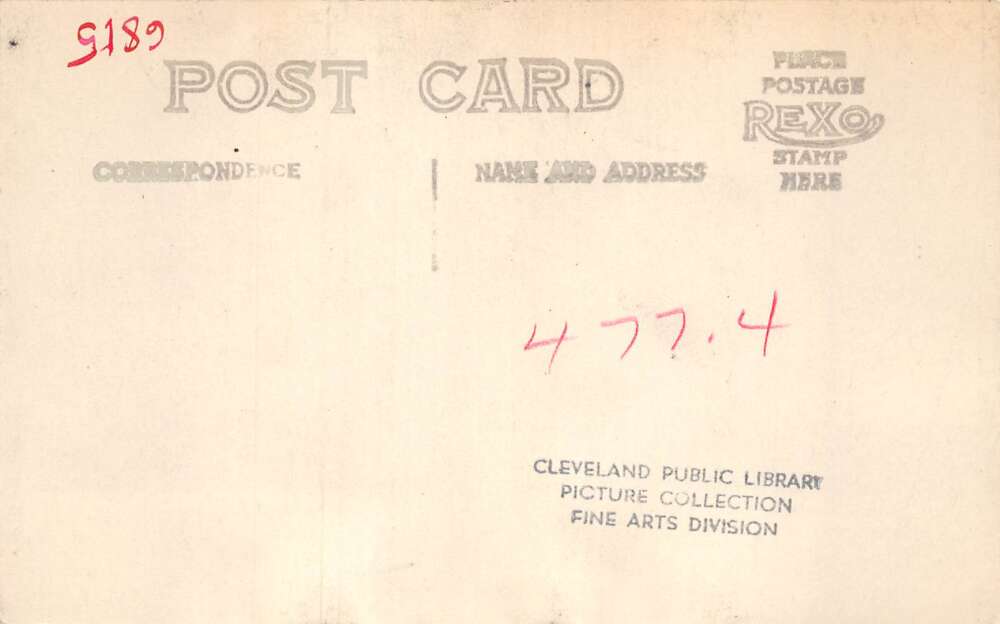 POST CARD
PLACE
POSTAGE
REXO
STAMP
HERE
CORRESPONDENCE
NAME AND ADDRESS
477.4
CLEVELAND PUBLIC LIBRARY
PICTURE COLLECTION
FINE ARTS DIVISION